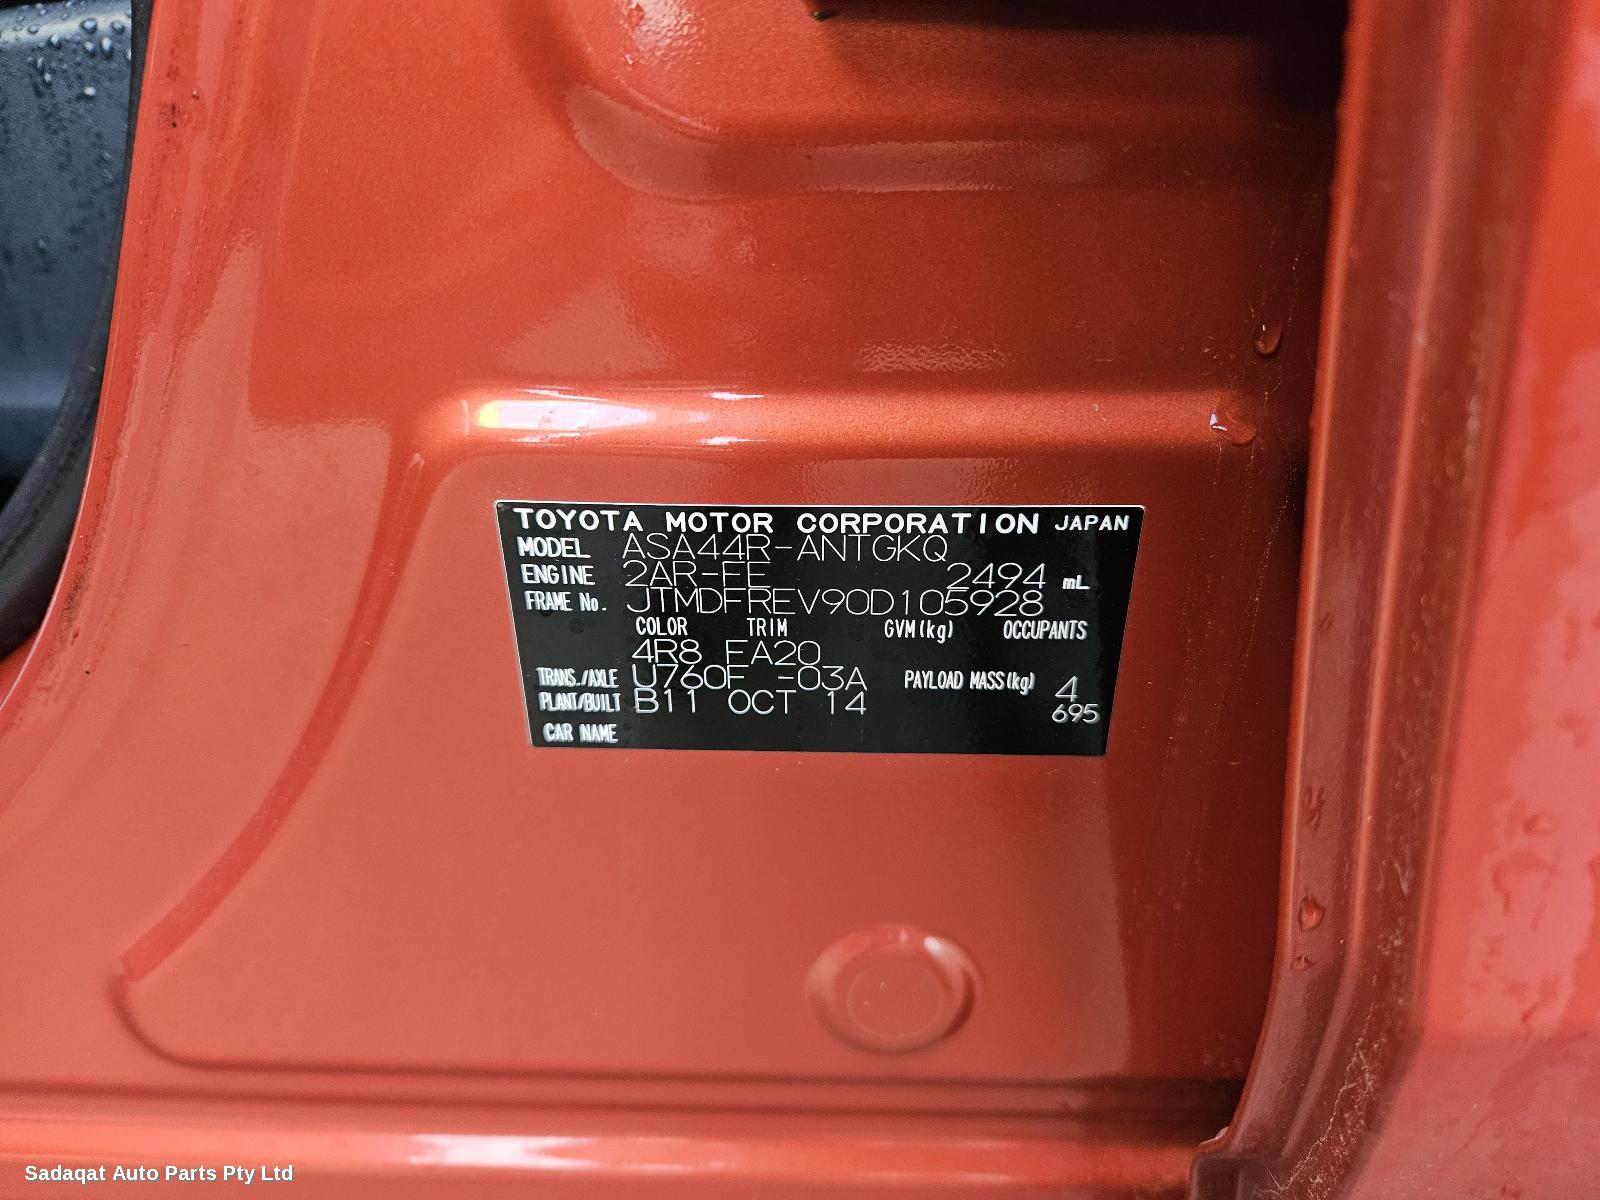 TOYOTA MOTOR CORPORATION JAPAN
MODEL ASA44R-ANTGKQ
ENGINE 2AR-FE 2494 mL
FRAME No. JTMDFREV90D105928
COLOR TRIM GVM(kg) OCCUPANTS
4R8 EA20
TRANS./AXLE U760F -03A PAYLOAD MASS(kg) 4
PLANT/BUILT B11 OCT 14 695
CAR NAME
Sadaqat Auto Parts Pty Ltd